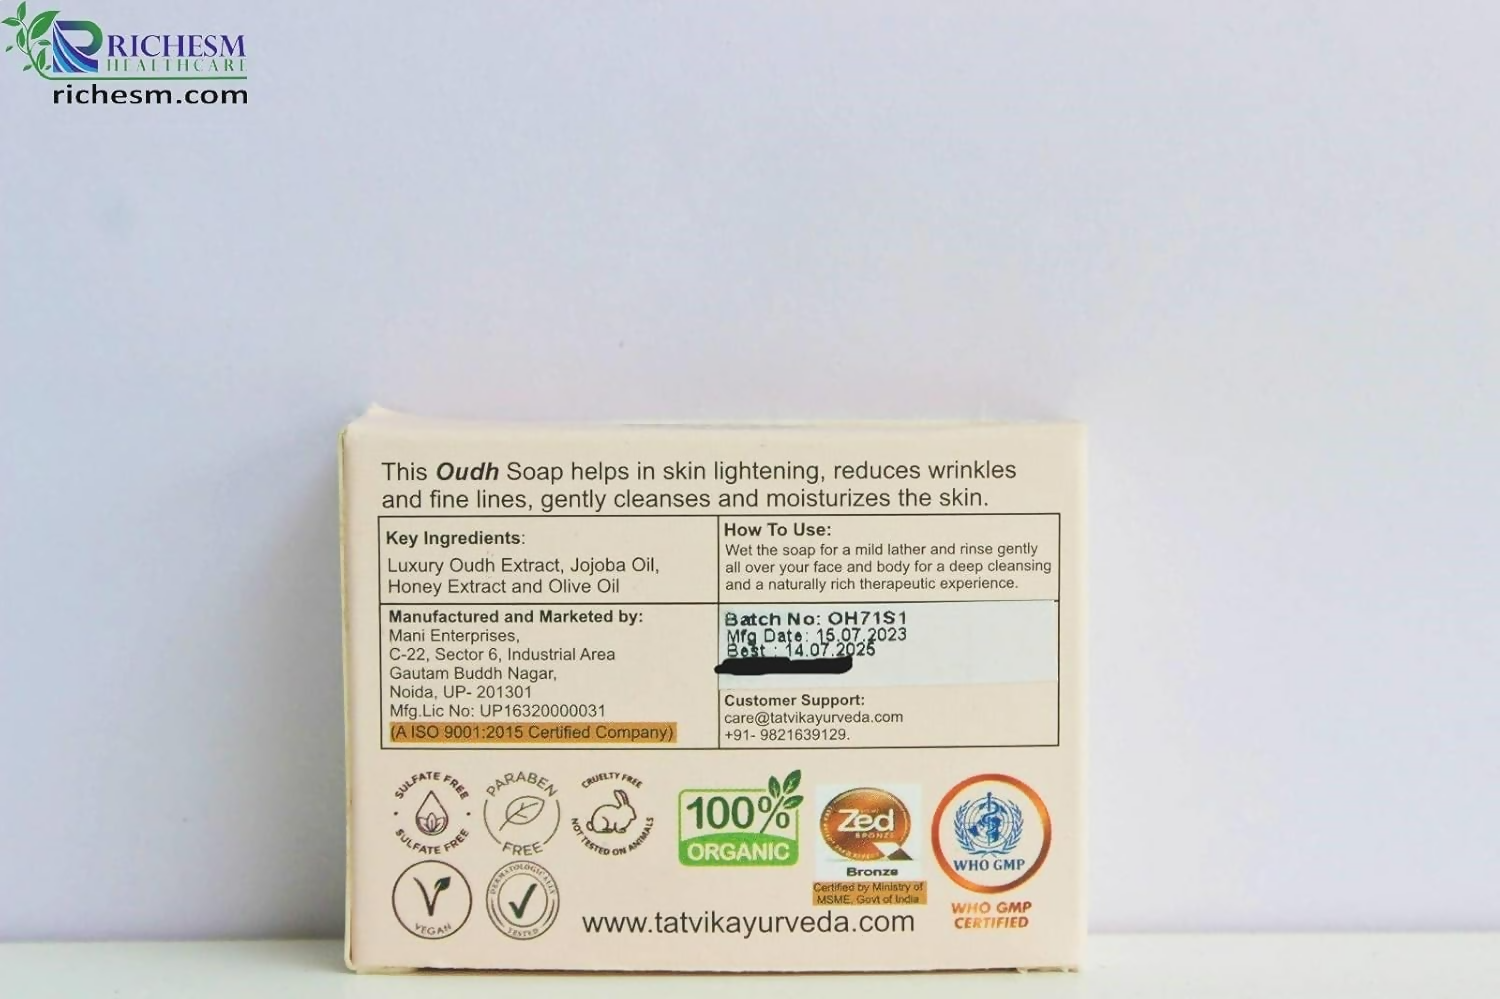 RICHESM
HEALTHCARE
richesm.com
This Oudh Soap helps in skin lightening, reduces wrinkles
and fine lines, gently cleanses and moisturizes the skin.
Key Ingredients:
Luxury Oudh Extract, Jojoba Oil,
Honey Extract and Olive Oil
How To Use:
Wet the soap for a mild lather and rinse gently
all over your face and body for a deep cleansing
and a naturally rich therapeutic experience.
Manufactured and Marketed by:
Mani Enterprises,
C-22, Sector 6, Industrial Area
Gautam Buddh Nagar,
Noida, UP- 201301
Mfg.Lic No: UP16320000031
(A ISO 9001:2015 Certified Company)
Batch No: OH71S1
Mfg Date: 15.07.2023
Best : 14.07.2025
Customer Support:
care@tatvikayurveda.com
+91- 9821639129.
SULFATE FREE
SULFATE FREE
PARABEN
FREE
CRUELTY FREE
NOT TESTED ON ANIMALS
100%
ORGANIC
Zed
BRONZE
Bronze
Certified by Ministry of
MSME, Govt of India
WHO GMP
WHO GMP
CERTIFIED
VEGAN
DERMATOLOGICALLY
TESTED
www.tatvikayurveda.com